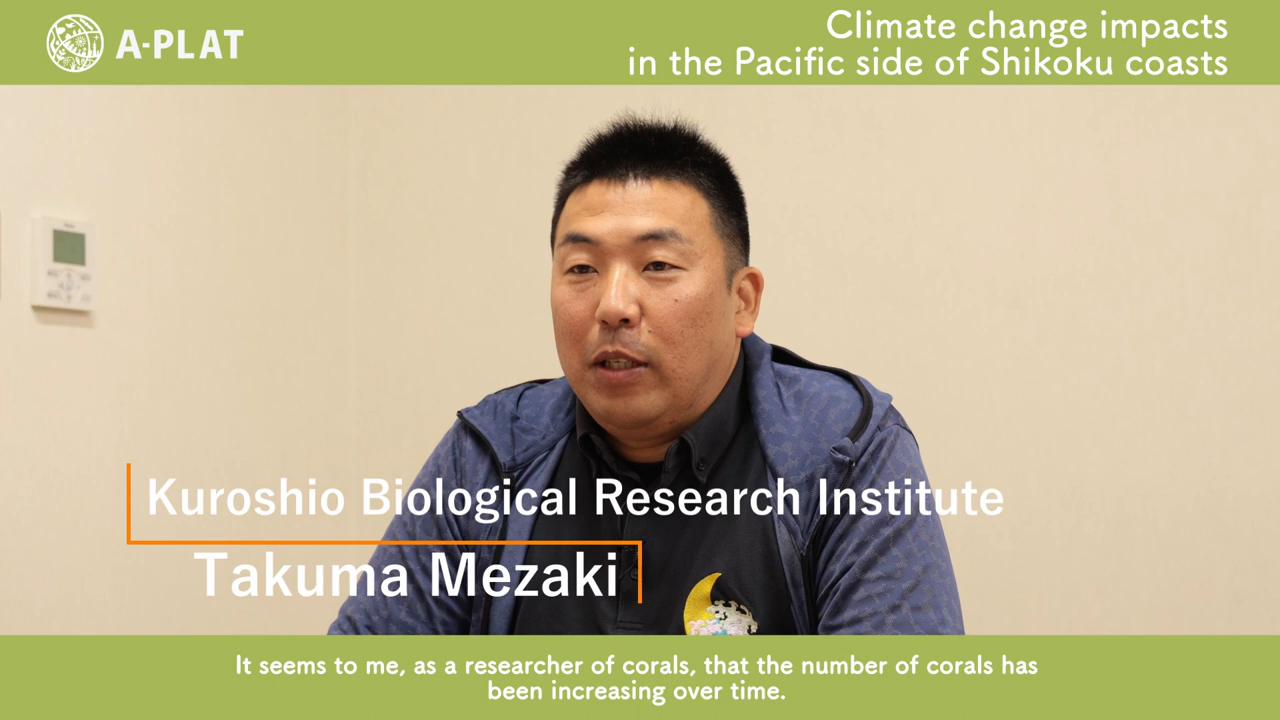 A-PLAT
Climate change impacts
in the Pacific side of Shikoku coasts
Kuroshio Biological Research Institute
Takuma Mezaki
It seems to me, as a researcher of corals, that the number of corals has
been increasing over time.